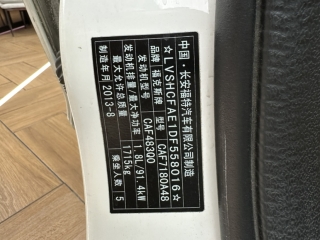 中国·长安福特汽车有限公司制造
☆LVSHCFAE1DF558016☆
品牌 福克斯牌 型号 CAF7180A48
发动机型号 CAF48300
发动机排量/最大净功率 1.8L/91.4kW
最大允许总质量 1715kg
制造年月 2013-8 乘坐人数 5